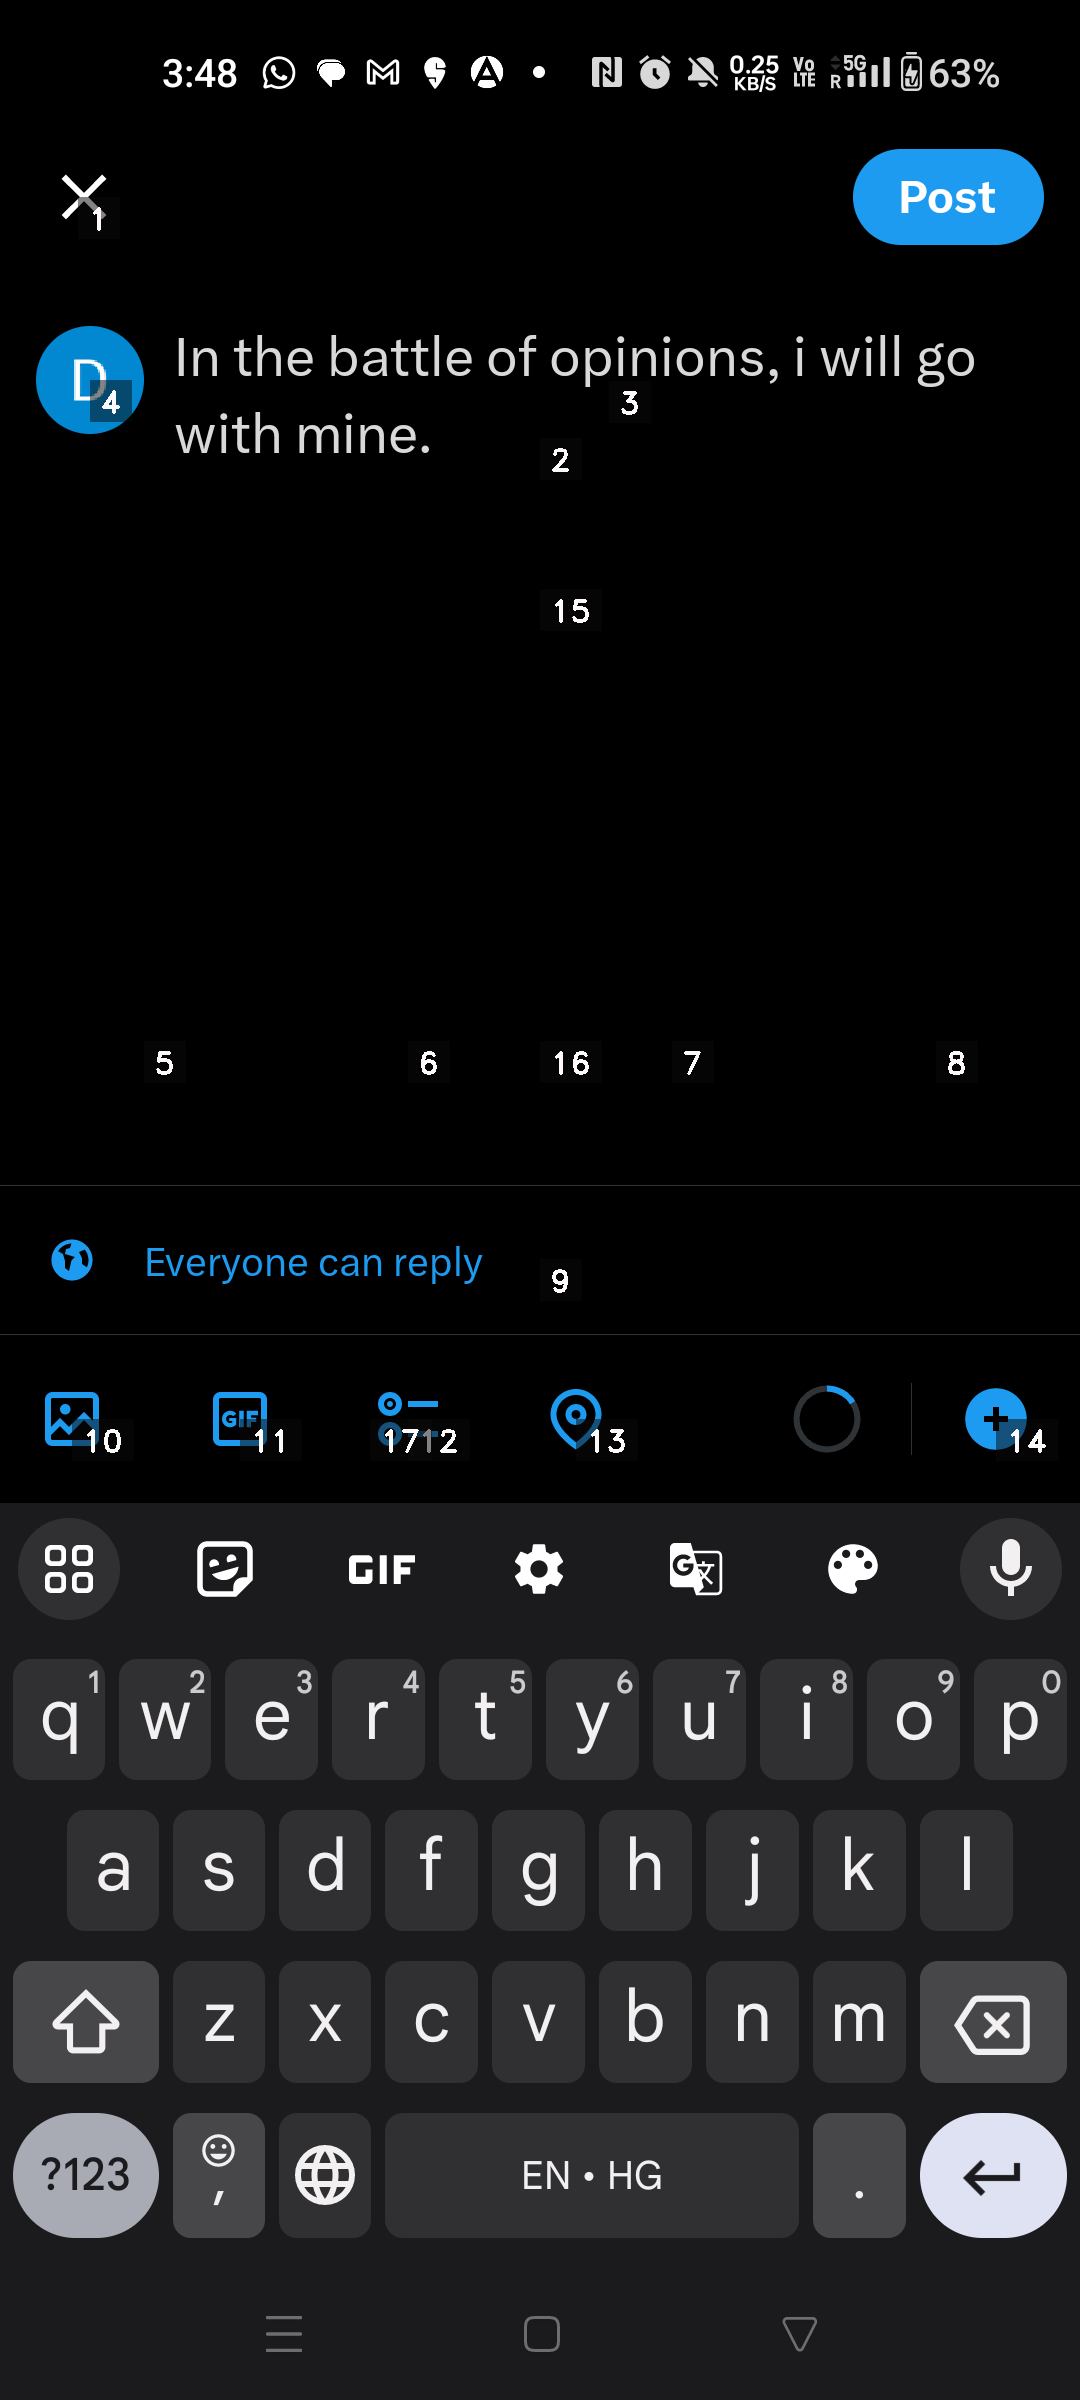 3:48 0.25 KB/S Vo LTE R 5G 63%
1
Post
D
4
In the battle of opinions, i will go
3
with mine.
2
15
5 6 16 7 8
Everyone can reply
9
10 GIF 11 17 12 13 14
GIF G 文
q 1 w 2 e 3 r 4 t 5 y 6 u 7 i 8 o 9 p 0
a s d f g h j k l
z x c v b n m
?123 , EN • HG .